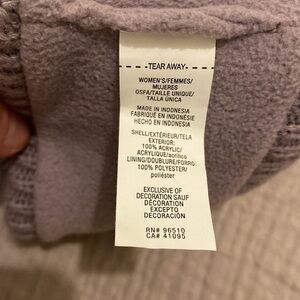 -TEAR AWAY-
WOMEN'S/FEMMES/
MUJERES
OSFA/TAILLE UNIQUE/
TALLA UNICA
MADE IN INDONESIA
FABRIQUÉ EN INDONÉSIE
HECHO EN INDONESIA
SHELL/EXTÉRIEUR/TELA
EXTERIOR:
100% ACRYLIC/
ACRYLIQUE/acrílico
LINING/DOUBLURE/FORRO:
100% POLYESTER/
poliéster
EXCLUSIVE OF
DECORATION SAUF
DÉCORATION
EXCEPTO
DECORACIÓN
RN# 96510
CA# 41095